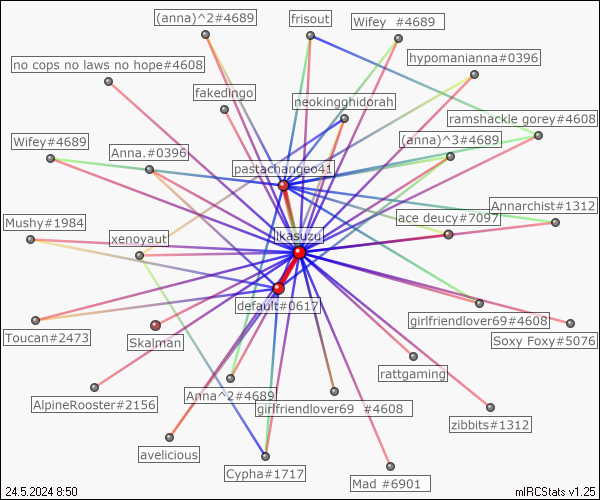 (anna)^2#4689
frisout
Wifey #4689
hypomanianna#0396
no cops no laws no hope#4608
fakedingo
neokingghidorah
ramshackle gorey#4608
(anna)^3#4689
Wifey#4689
Anna.#0396
pastachangeo41
Annarchist#1312
ace deucy#7097
Mushy#1984
xenoyaut
ikasuzu
default#0617
girlfriendlover69#4608
Toucan#2473
Skalman
Soxy Foxy#5076
rattgaming
Anna^2#4689
AlpineRooster#2156
girlfriendlover69 #4608
zibbits#1312
avelicious
Cypha#1717
Mad #6901
24.5.2024 8:50
mIRCStats v1.25